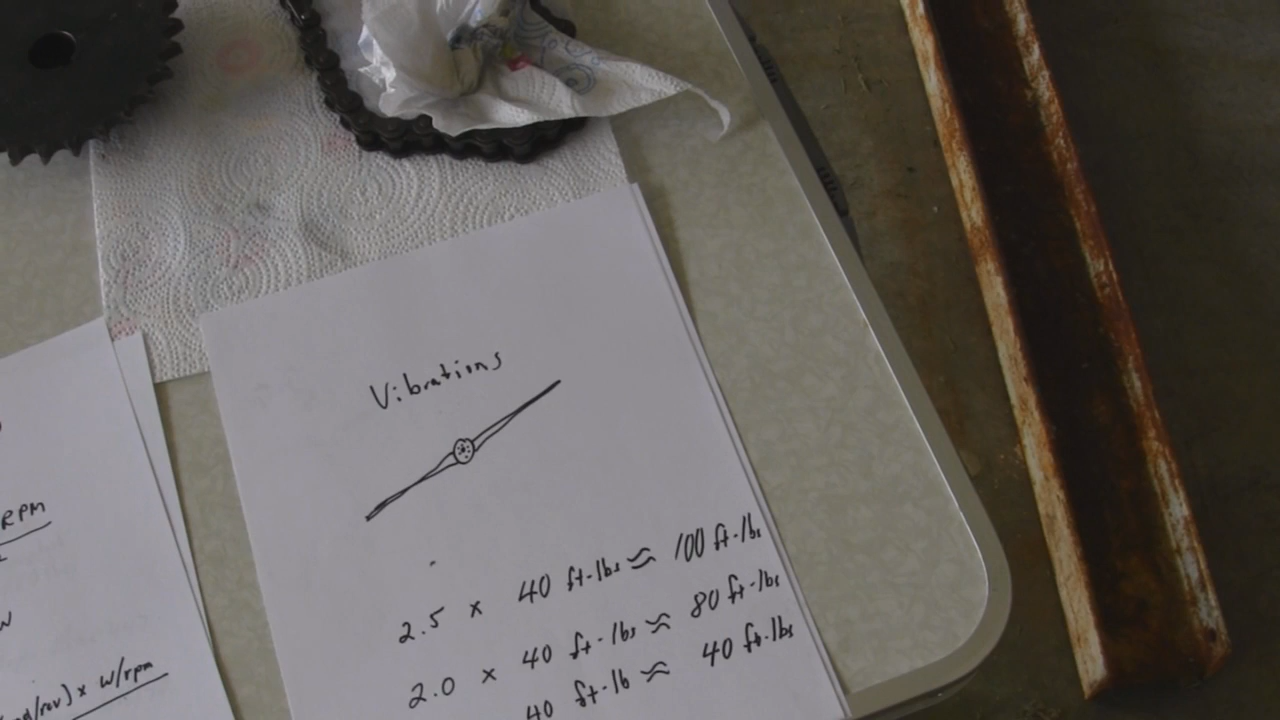 Vibrations
2.5 x 40 ft-lbs ≈ 100 ft-lbs
2.0 x 40 ft-lbs ≈ 80 ft-lbs
40 ft-lb ≈ 40 ft-lbs
RPM
/rev) x W/rpm